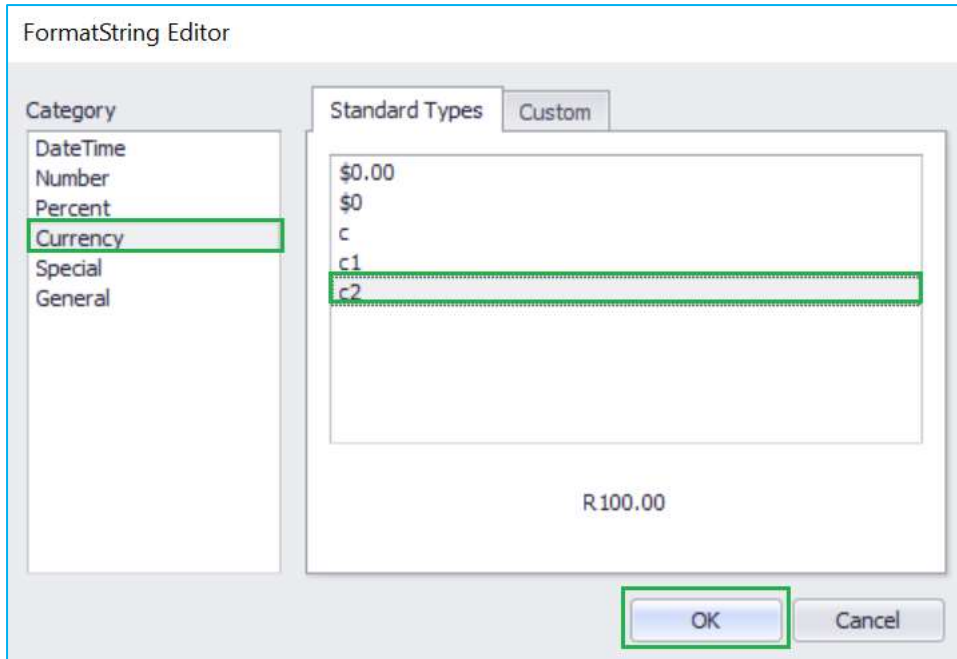 FormatString Editor
Category
DateTime
Number
Percent
Currency
Special
General
Standard Types
Custom
$0.00
$0
c
c1
c2
R100.00
OK
Cancel